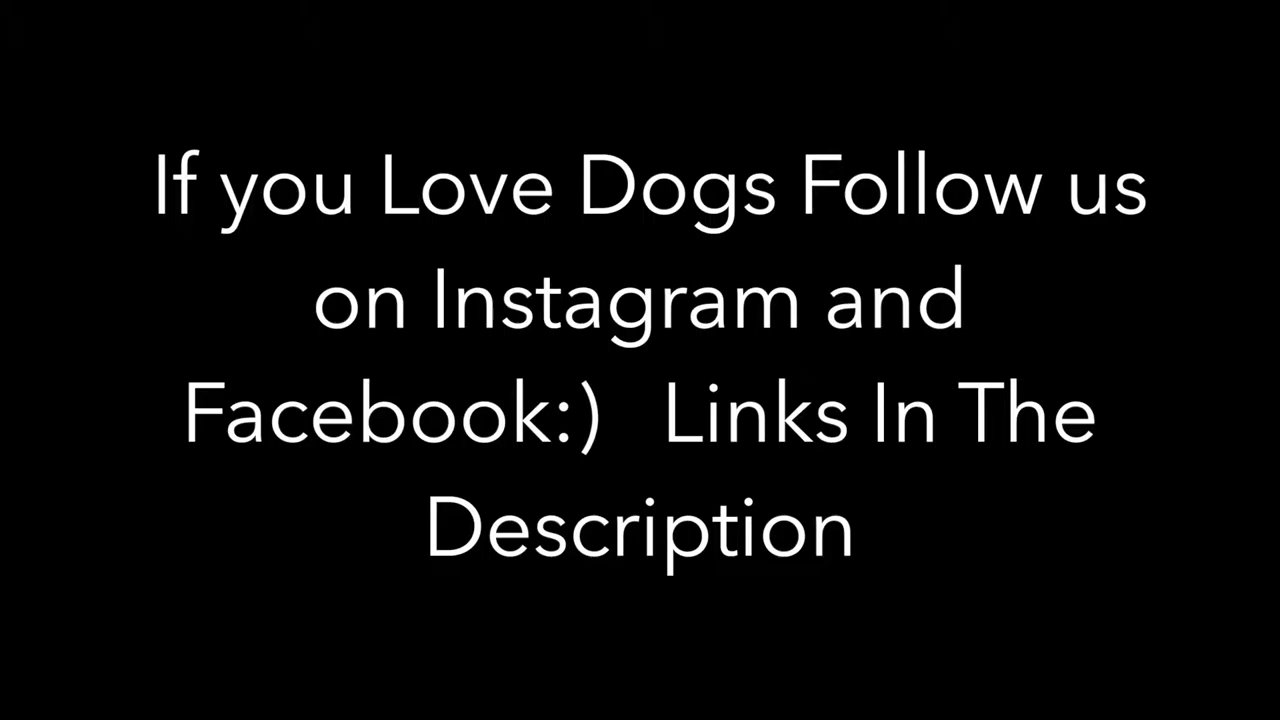 If you Love Dogs Follow us
on Instagram and
Facebook:)   Links In The
Description